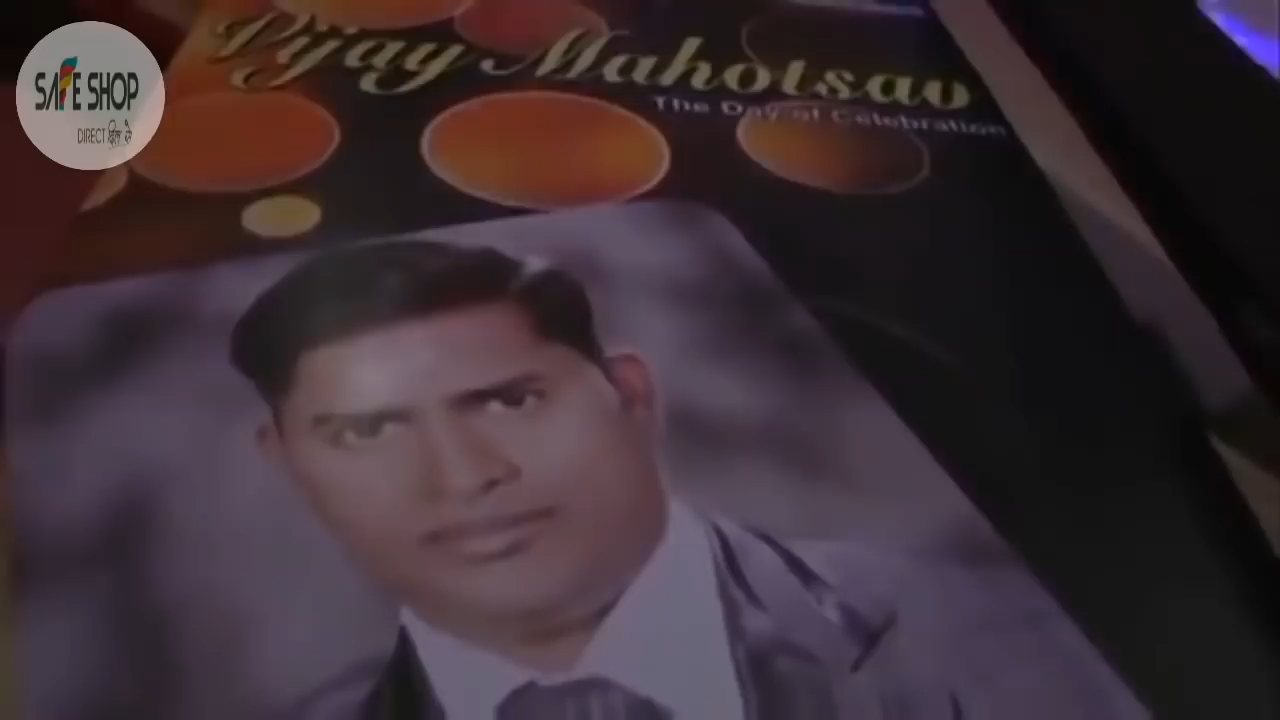 SAFE SHOP
DIRECT दिल से
Vijay Mahotsav
The Day of Celebration